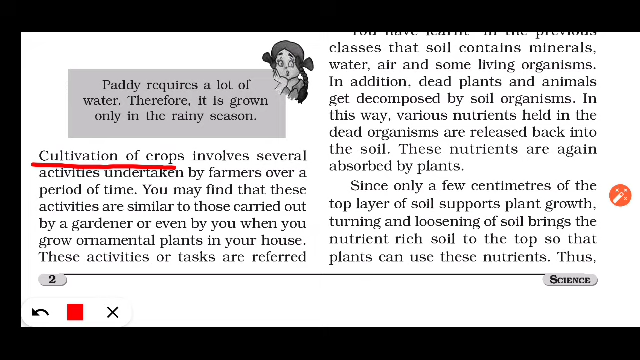 Paddy requires a lot of
water. Therefore, it is grown
only in the rainy season.
Cultivation of crops involves several
activities undertaken by farmers over a
period of time. You may find that these
activities are similar to those carried out
by a gardener or even by you when you
grow ornamental plants in your house.
These activities or tasks are referred
You have learnt in the previous
classes that soil contains minerals,
water, air and some living organisms.
In addition, dead plants and animals
get decomposed by soil organisms. In
this way, various nutrients held in the
dead organisms are released back into
the soil. These nutrients are again
absorbed by plants.
Since only a few centimetres of the
top layer of soil supports plant growth,
turning and loosening of soil brings the
nutrient rich soil to the top so that
plants can use these nutrients. Thus,
2
SCIENCE